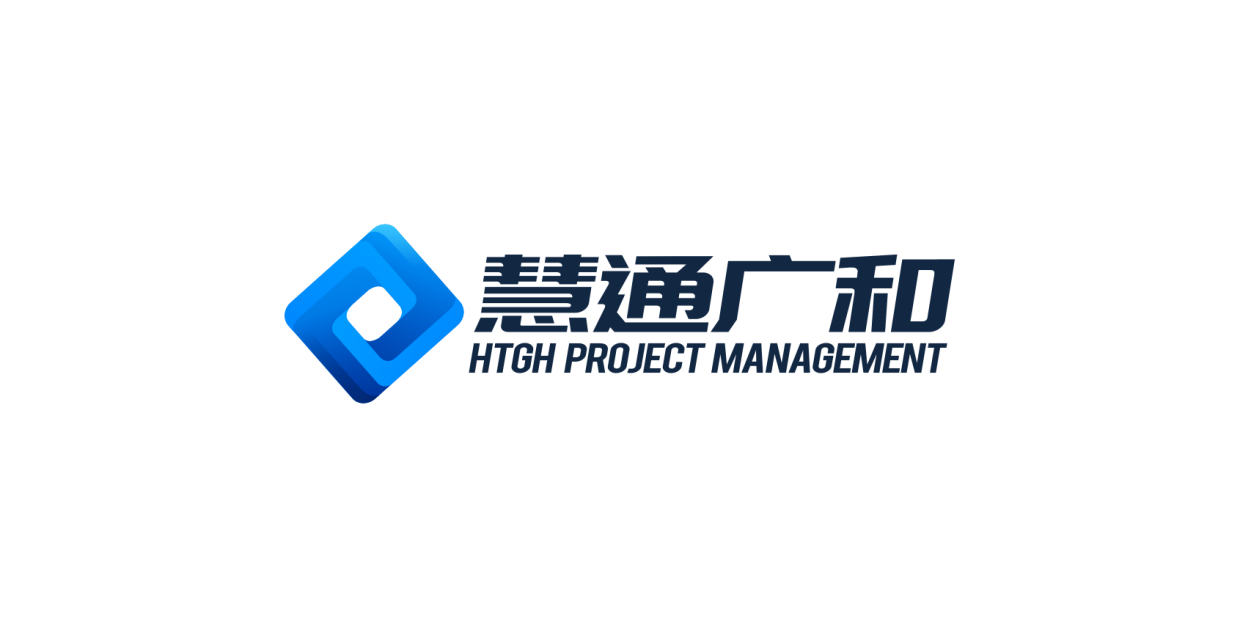 慧通广和
HTGH PROJECT MANAGEMENT